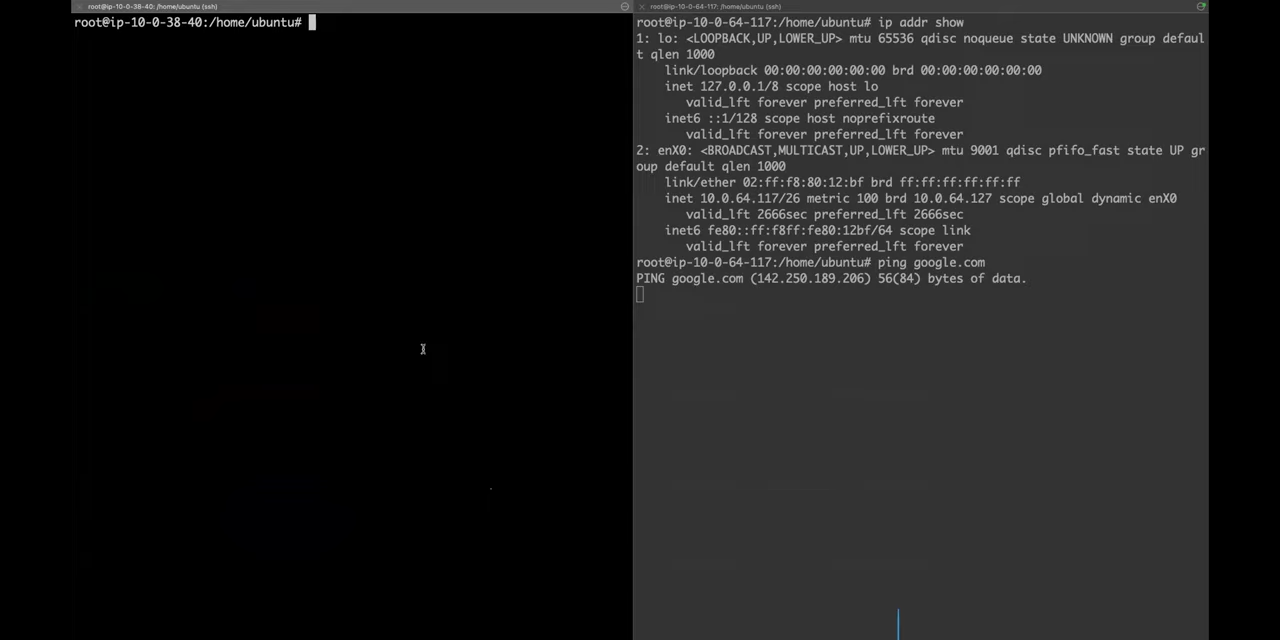 root@ip-10-0-38-40: /home/ubuntu (ssh)
root@ip-10-0-38-40:/home/ubuntu#
root@ip-10-0-64-117: /home/ubuntu (ssh)
root@ip-10-0-64-117:/home/ubuntu# ip addr show
1: lo: <LOOPBACK,UP,LOWER_UP> mtu 65536 qdisc noqueue state UNKNOWN group defaul
t qlen 1000
    link/loopback 00:00:00:00:00:00 brd 00:00:00:00:00:00
    inet 127.0.0.1/8 scope host lo
       valid_lft forever preferred_lft forever
    inet6 ::1/128 scope host noprefixroute
       valid_lft forever preferred_lft forever
2: enX0: <BROADCAST,MULTICAST,UP,LOWER_UP> mtu 9001 qdisc pfifo_fast state UP gr
oup default qlen 1000
    link/ether 02:ff:f8:80:12:bf brd ff:ff:ff:ff:ff:ff
    inet 10.0.64.117/26 metric 100 brd 10.0.64.127 scope global dynamic enX0
       valid_lft 2666sec preferred_lft 2666sec
    inet6 fe80::ff:f8ff:fe80:12bf/64 scope link
       valid_lft forever preferred_lft forever
root@ip-10-0-64-117:/home/ubuntu# ping google.com
PING google.com (142.250.189.206) 56(84) bytes of data.